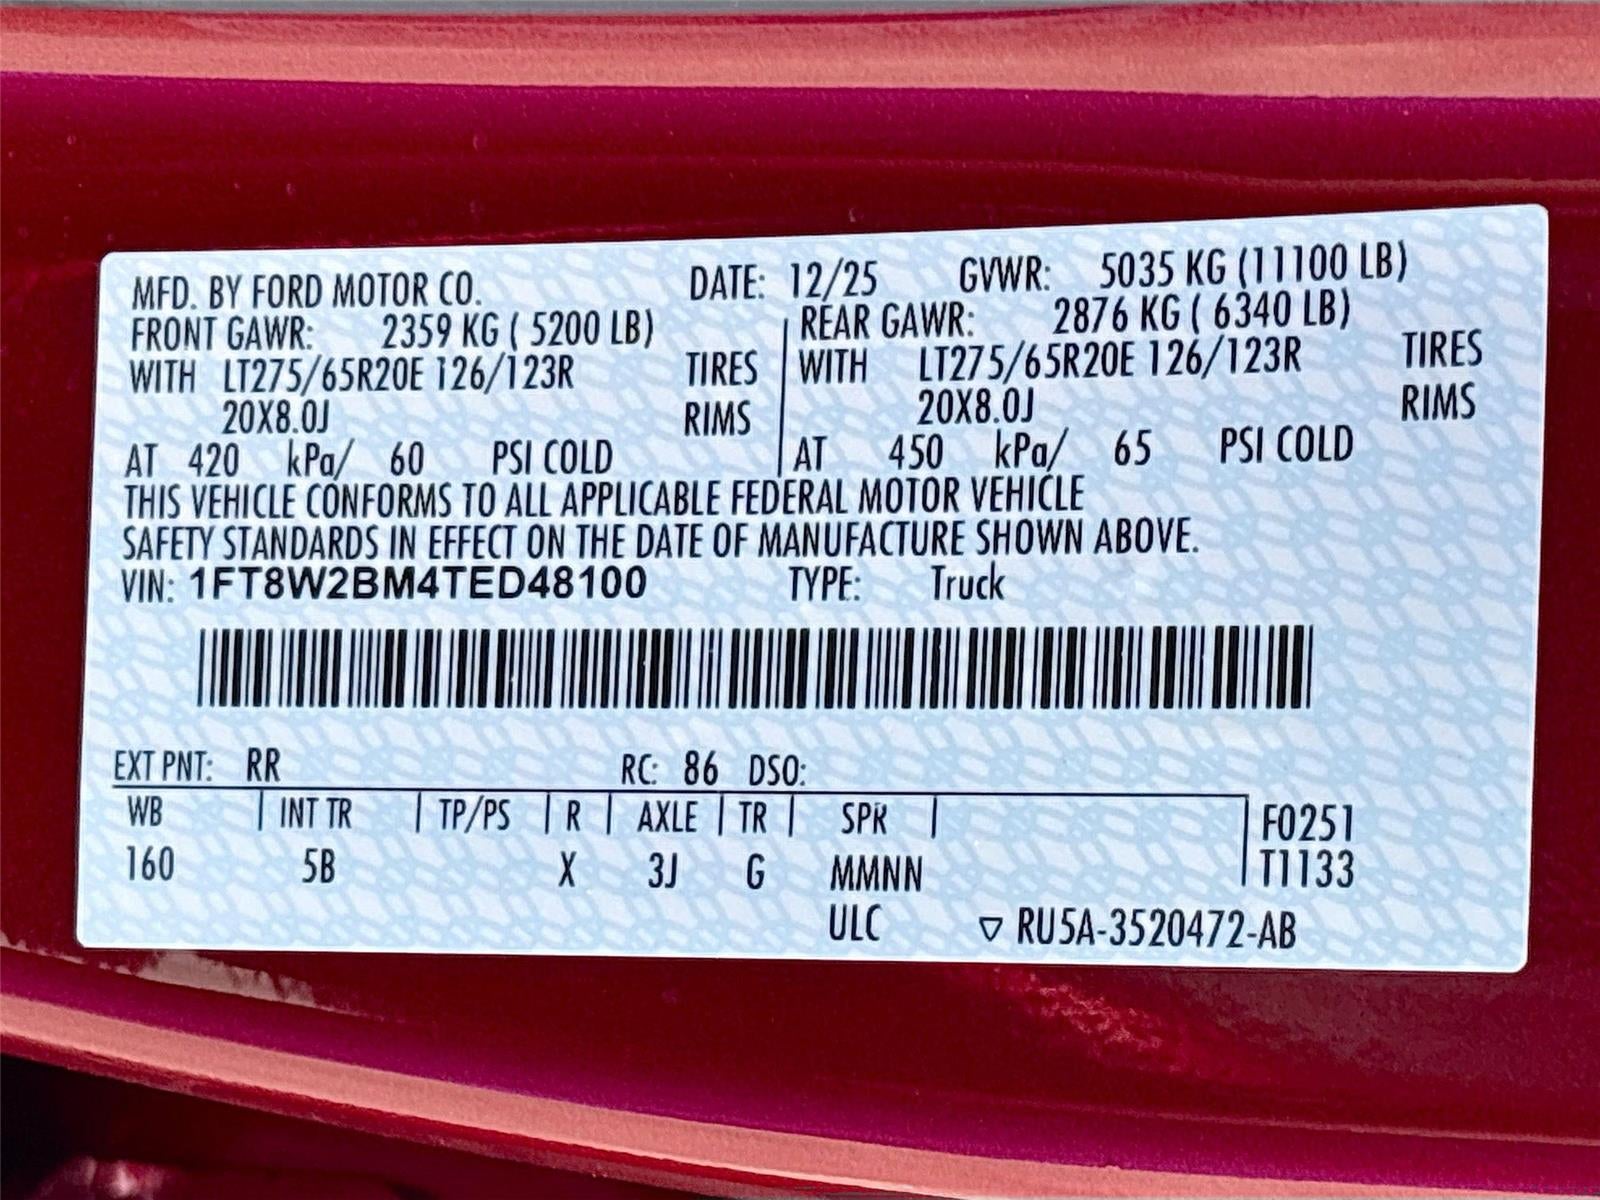 MFD. BY FORD MOTOR CO. DATE: 12/25 GVWR: 5035 KG (11100 LB)
FRONT GAWR: 2359 KG ( 5200 LB) REAR GAWR: 2876 KG ( 6340 LB)
WITH LT275/65R20E 126/123R TIRES WITH LT275/65R20E 126/123R TIRES
20X8.0J RIMS 20X8.0J RIMS
AT 420 kPa/ 60 PSI COLD AT 450 kPa/ 65 PSI COLD
THIS VEHICLE CONFORMS TO ALL APPLICABLE FEDERAL MOTOR VEHICLE
SAFETY STANDARDS IN EFFECT ON THE DATE OF MANUFACTURE SHOWN ABOVE.
VIN: 1FT8W2BM4TED48100 TYPE: Truck
EXT PNT: RR RC: 86 DSO:
WB INT TR TP/PS R AXLE TR SPR F0251
160 5B X 3J G MMNN T1133
ULC ▽ RU5A-3520472-AB